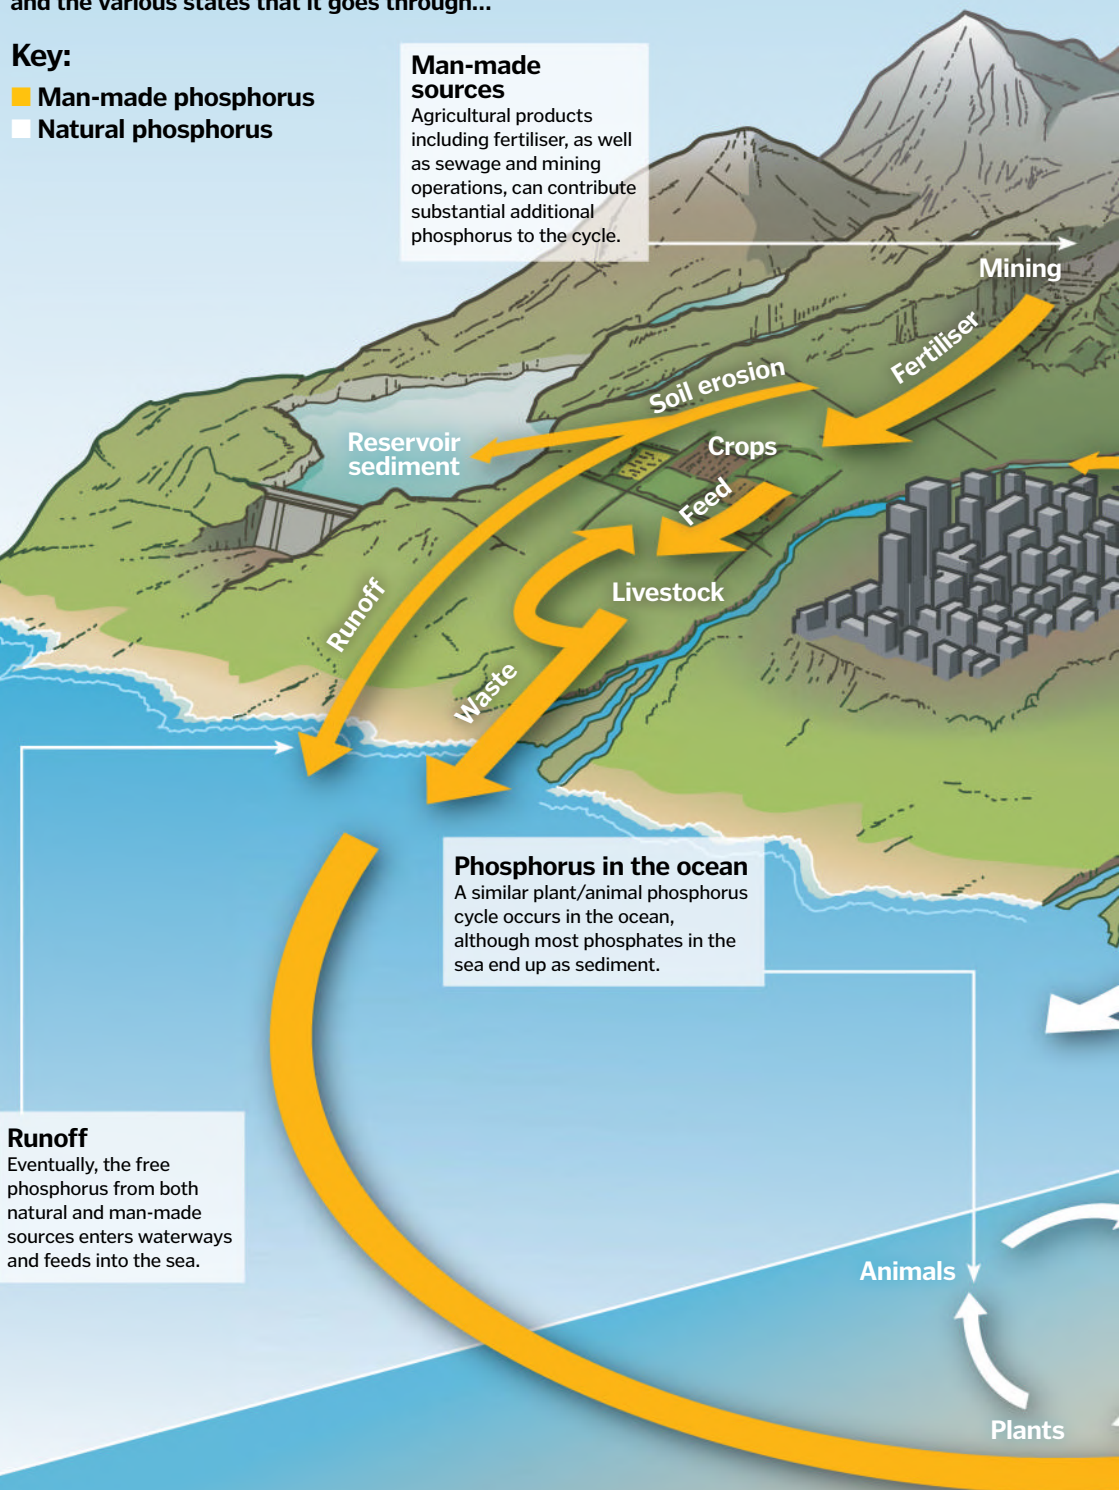 and the various states that it goes through...
Key:
Man-made phosphorus
Natural phosphorus
Man-made
sources
Agricultural products
including fertiliser, as well
as sewage and mining
operations, can contribute
substantial additional
phosphorus to the cycle.
Mining
Fertiliser
Soil erosion
Reservoir
sediment
Crops
Feed
Livestock
Runoff
Waste
Phosphorus in the ocean
A similar plant/animal phosphorus
cycle occurs in the ocean,
although most phosphates in the
sea end up as sediment.
Runoff
Eventually, the free
phosphorus from both
natural and man-made
sources enters waterways
and feeds into the sea.
Animals
Plants